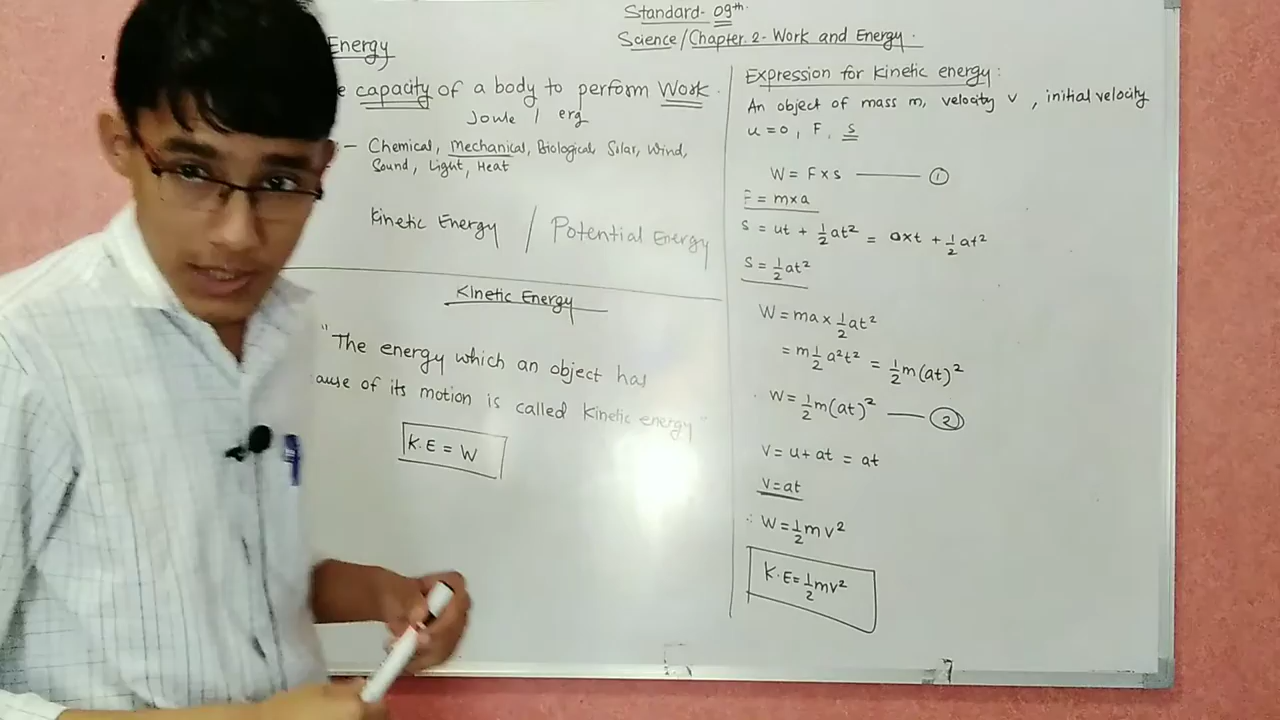 Standard- 09th.
Science/Chapter. 2- Work and Energy.
Energy
capacity of a body to perform Work.
Joule / erg
:- Chemical, Mechanical, Biological Solar, Wind,
Sound, Light, Heat
Kinetic Energy / Potential Energy
Kinetic Energy
"The energy which an object has
ause of its motion is called Kinetic energy"
K.E = W
Expression for kinetic energy:
An object of mass m, velocity v, initial velocity
u=0, F, s
W = F×s —— ①
F = m×a
S = ut + 1/2 at² = 0×t + 1/2 at²
S = 1/2 at²
W = ma × 1/2 at²
= m 1/2 a²t² = 1/2 m(at)²
W = 1/2 m(at)² —— ②
V = u+at = at
V=at
∴ W = 1/2 mv²
K.E = 1/2 mv²